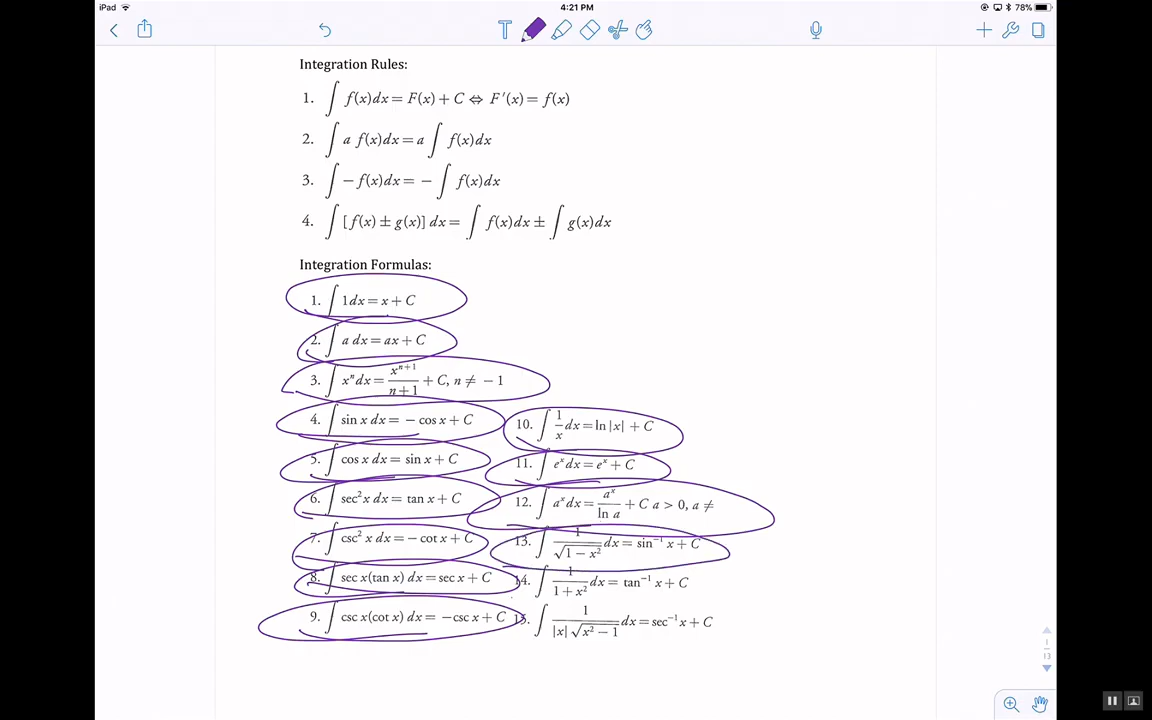 iPad 4:21 PM 78%
Integration Rules:
1. ∫ f(x)dx = F(x) + C ⇔ F′(x) = f(x)
2. ∫ a f(x)dx = a ∫ f(x)dx
3. ∫ − f(x)dx = − ∫ f(x)dx
4. ∫ [f(x) ± g(x)] dx = ∫ f(x)dx ± ∫ g(x)dx
Integration Formulas:
1. ∫ 1dx = x + C
2. ∫ a dx = ax + C
3. ∫ xⁿdx = xⁿ⁺¹/(n+1) + C, n ≠ −1
4. ∫ sin x dx = − cos x + C
5. ∫ cos x dx = sin x + C
6. ∫ sec² x dx = tan x + C
7. ∫ csc² x dx = − cot x + C
8. ∫ sec x(tan x) dx = sec x + C
9. ∫ csc x(cot x) dx = −csc x + C
10. ∫ 1/x dx = ln|x| + C
11. ∫ eˣdx = eˣ + C
12. ∫ aˣdx = aˣ/ln a + C a > 0, a ≠
13. ∫ 1/√(1 − x²) dx = sin⁻¹ x + C
14. ∫ 1/(1 + x²) dx = tan⁻¹ x + C
15. ∫ 1/(|x|√(x² − 1)) dx = sec⁻¹ x + C
1
13